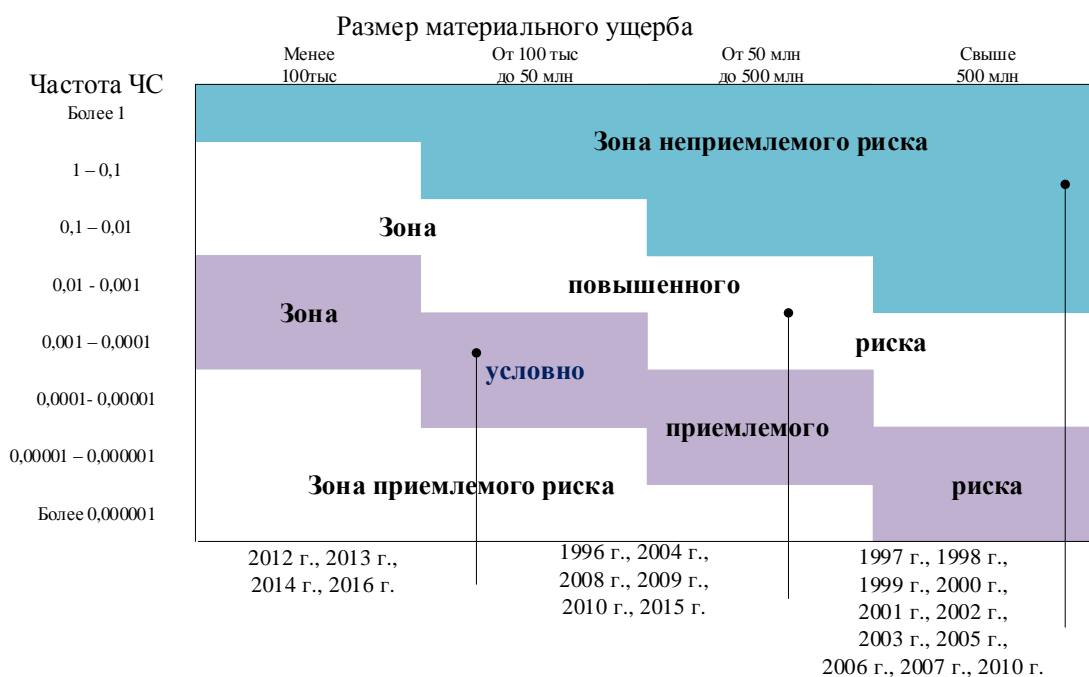 Размер материального ущерба
Менее
100тыс
От 100 тыс
до 50 млн
От 50 млн
до 500 млн
Свыше
500 млн
Частота ЧС
Более 1
1 – 0,1
0,1 – 0,01
0,01 - 0,001
0,001 – 0,0001
0,0001- 0,00001
0,00001 – 0,000001
Более 0,000001
Зона неприемлемого риска
Зона
повышенного
риска
Зона
условно
приемлемого
риска
Зона приемлемого риска
2012 г., 2013 г.,
2014 г., 2016 г.
1996 г., 2004 г.,
2008 г., 2009 г.,
2010 г., 2015 г.
1997 г., 1998 г.,
1999 г., 2000 г.,
2001 г., 2002 г.,
2003 г., 2005 г.,
2006 г., 2007 г., 2010 г.